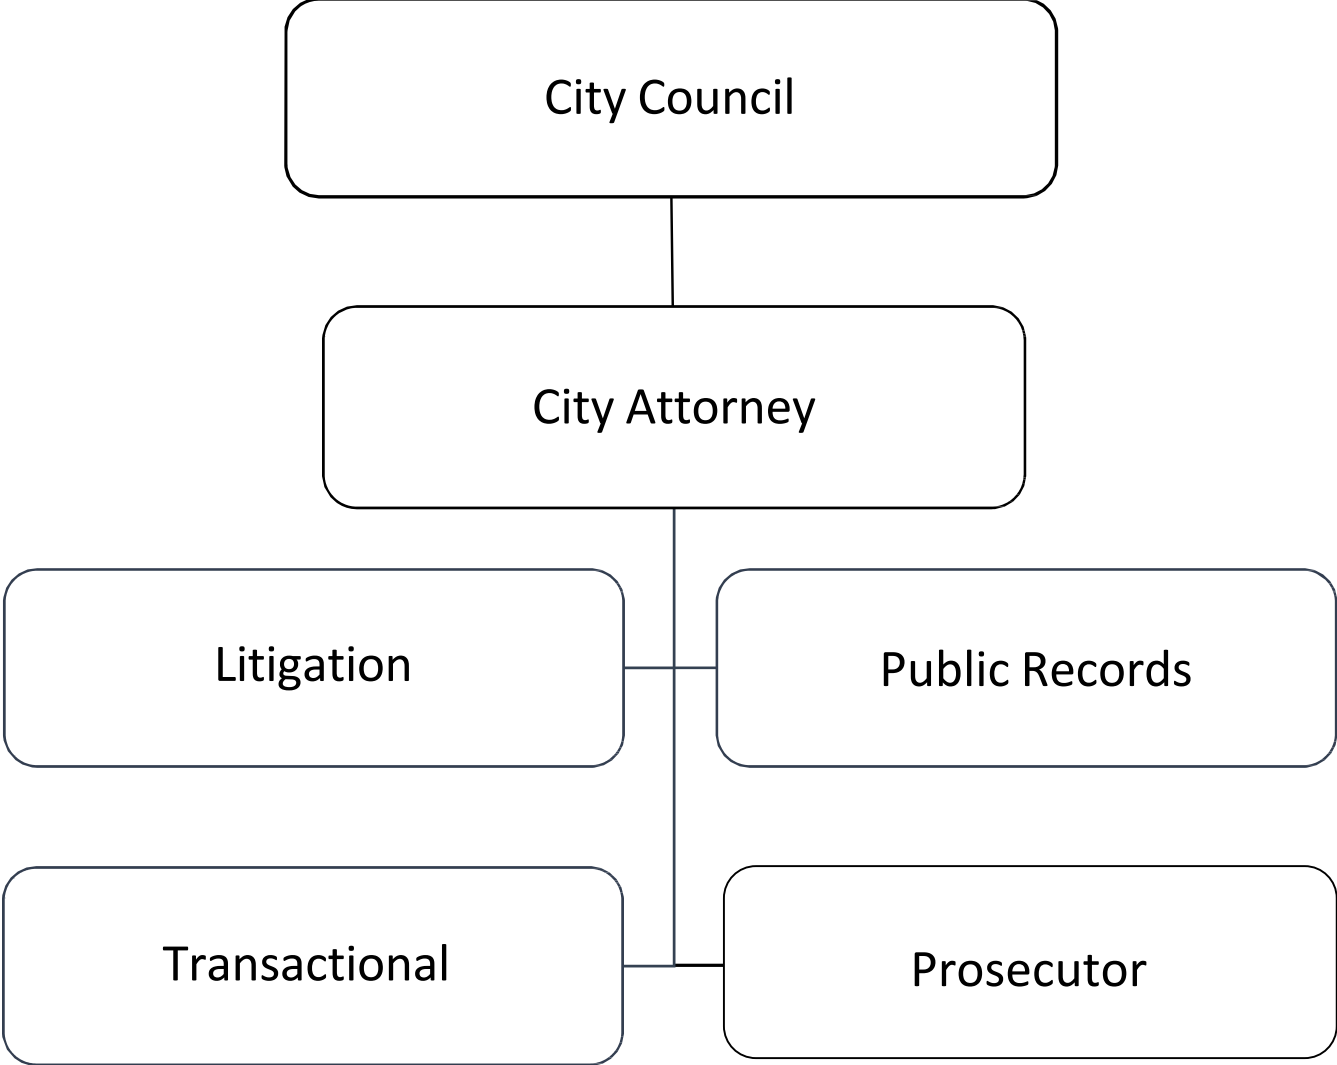 City Council
City Attorney
Litigation
Public Records
Transactional
Prosecutor